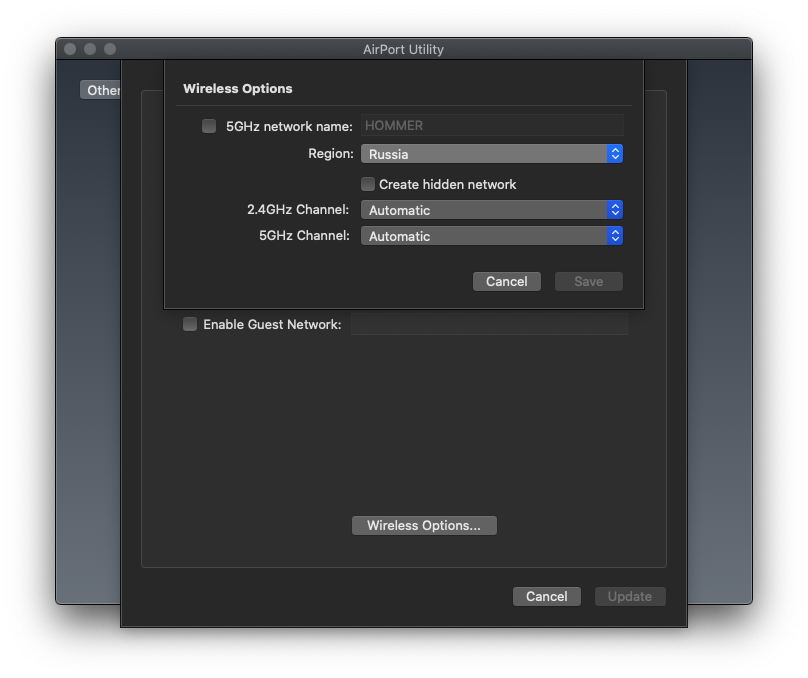 AirPort Utility
Other
Wireless Options
5GHz network name: HOMMER
Region: Russia
Create hidden network
2.4GHz Channel: Automatic
5GHz Channel: Automatic
Cancel Save
Enable Guest Network:
Wireless Options...
Cancel Update